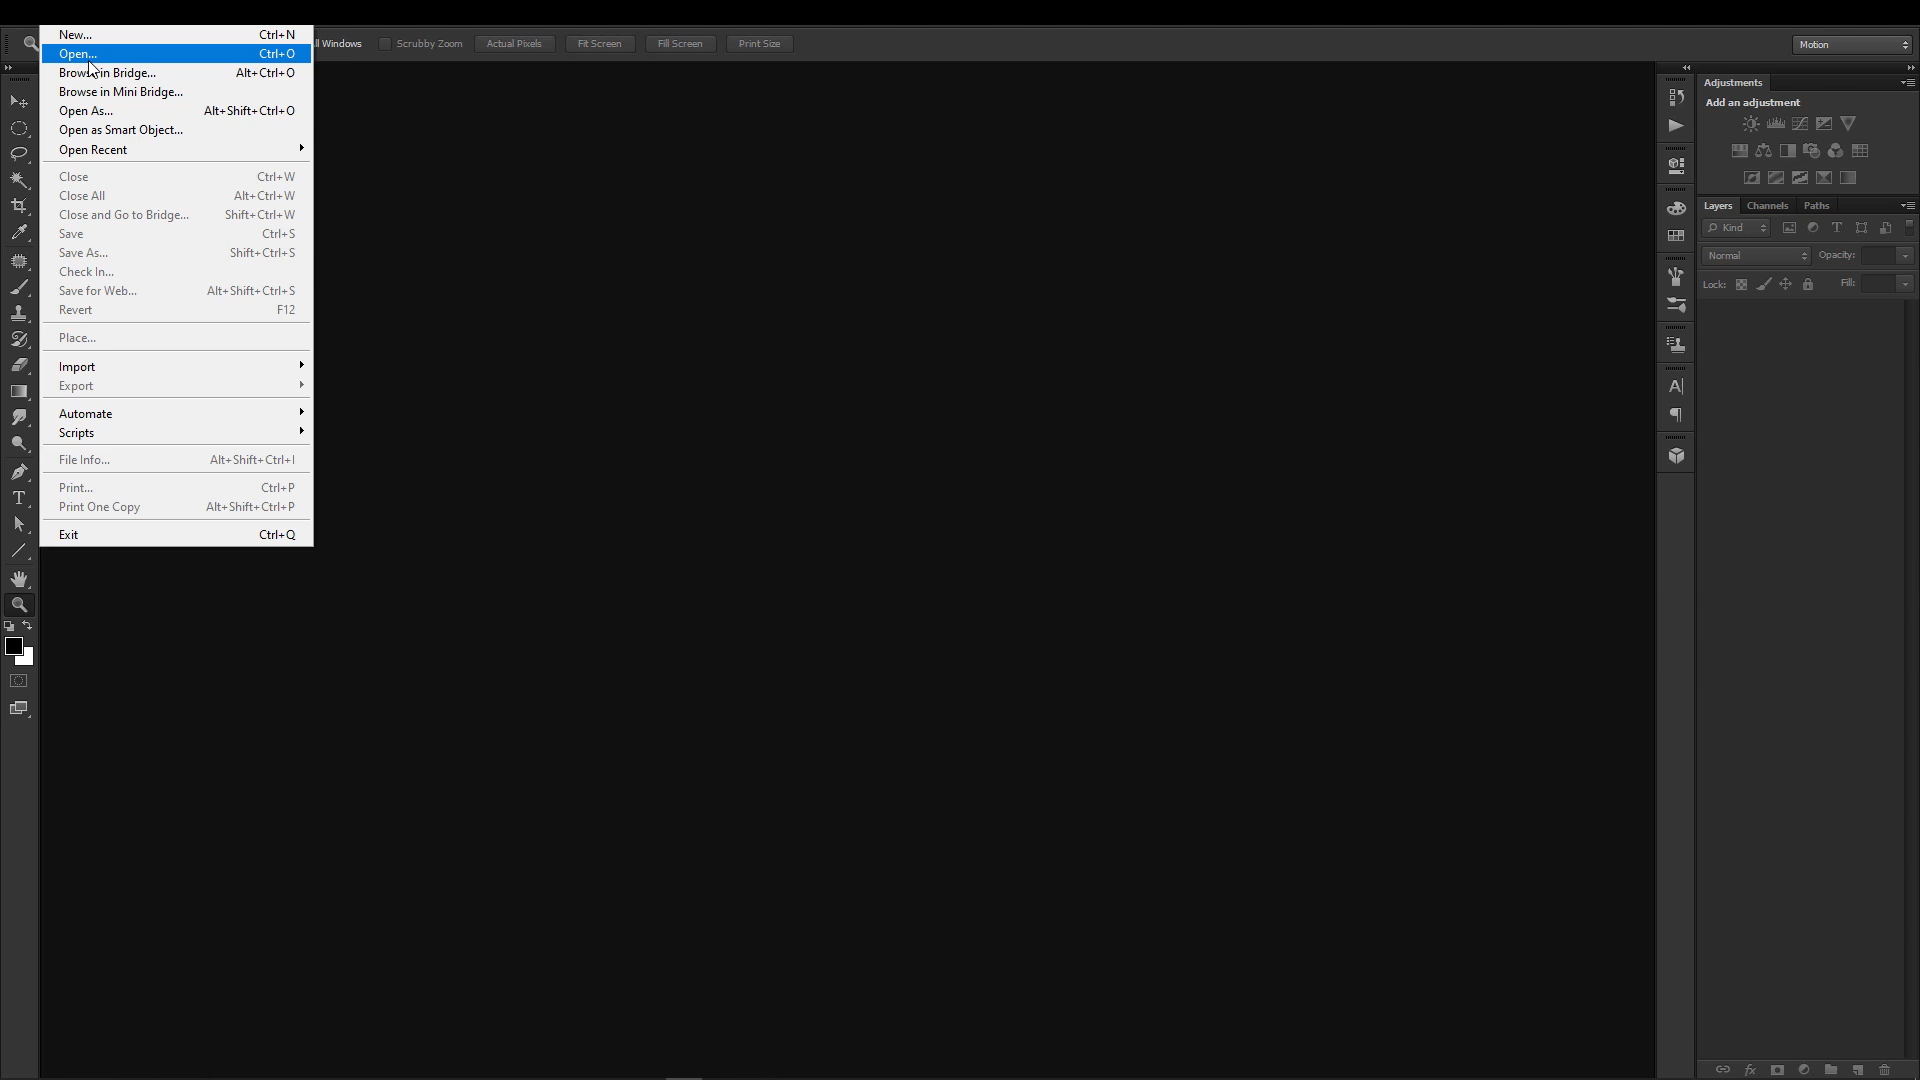 New... Ctrl+N
Open... Ctrl+O
Browse in Bridge... Alt+Ctrl+O
Browse in Mini Bridge...
Open As... Alt+Shift+Ctrl+O
Open as Smart Object...
Open Recent
Close Ctrl+W
Close All Alt+Ctrl+W
Close and Go to Bridge... Shift+Ctrl+W
Save Ctrl+S
Save As... Shift+Ctrl+S
Check In...
Save for Web... Alt+Shift+Ctrl+S
Revert F12
Place...
Import
Export
Automate
Scripts
File Info... Alt+Shift+Ctrl+I
Print... Ctrl+P
Print One Copy Alt+Shift+Ctrl+P
Exit Ctrl+Q
Windows Scrubby Zoom Actual Pixels Fit Screen Fill Screen Print Size
Motion
Adjustments
Add an adjustment
Layers Channels Paths
Kind
Normal Opacity:
Lock: Fill: